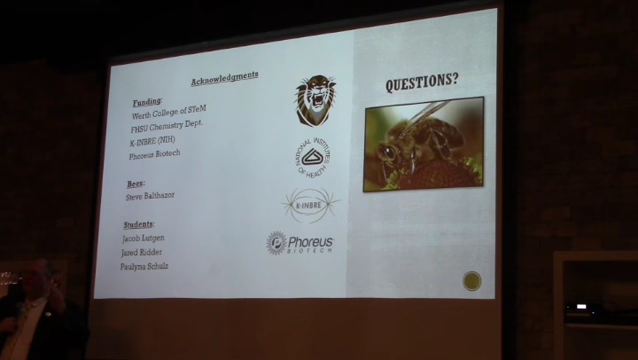 Acknowledgments
Funding:
Werth College of STeM
FHSU Chemistry Dept.
K-INBRE (NIH)
Phoreus Biotech
Bees:
Steve Balthazor
Students:
Jacob Lutgen
Jared Ridder
Paulyna Schulz
NATIONAL INSTITUTES
OF HEALTH
K-INBRE
Phoreus
BIOTECH
QUESTIONS?